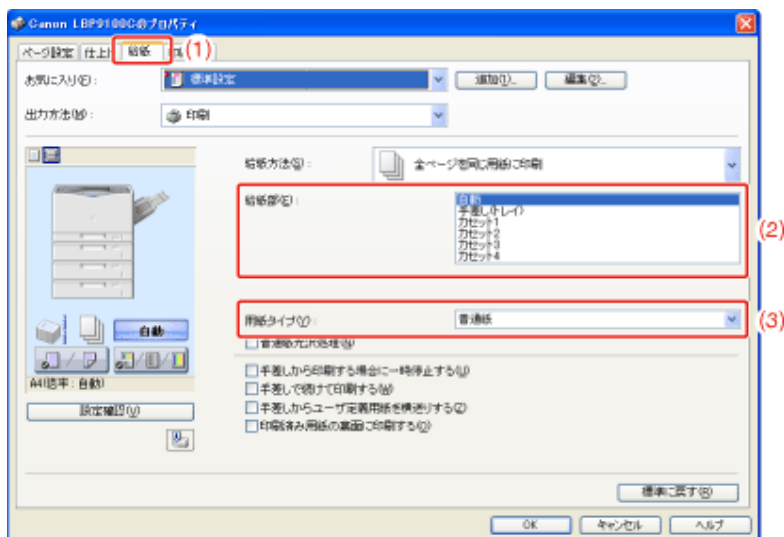 Canon LBP9100Cのプロパティ
ページ設定 仕上げ 給紙 (1)
お気に入り(F): 標準設定 追加(1)... 編集(2)...
出力方法(M): 印刷
給紙方法(S): 全ページを同じ用紙に印刷
給紙部(E): 自動
手差し(トレイ)
カセット1
カセット2
カセット3
カセット4
(2)
用紙タイプ(Y): 普通紙
(3)
普通紙光沢処理(N)
自動
手差しから印刷する場合に一時停止する(U)
手差しで続けて印刷する(W)
手差しからユーザ定義用紙を横送りする(Z)
印刷済み用紙の裏面に印刷する(Q)
A4(倍率: 自動)
設定確認(V)
標準に戻す(R)
OK キャンセル ヘルプ